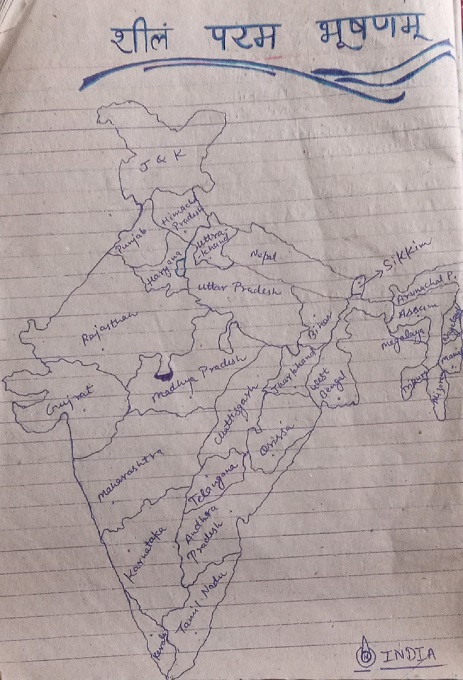 शीलं परम भूषणम्
J & K
Himachal
Pradesh
Punjab
Uttra
khand
Haryana
Nepal
→ Sikkim
Uttar Pradesh
Arunachal P.
Assam
Rajasthan
Bihar
Megalaya
Jharkhand
West
Bengal
Madhya Pradesh
Gujrat
Chattisgarh
Orissa
Maharashtra
Telangana
Andhra
Pradesh
Karnataka
Tamil Nadu
Kerala
INDIA